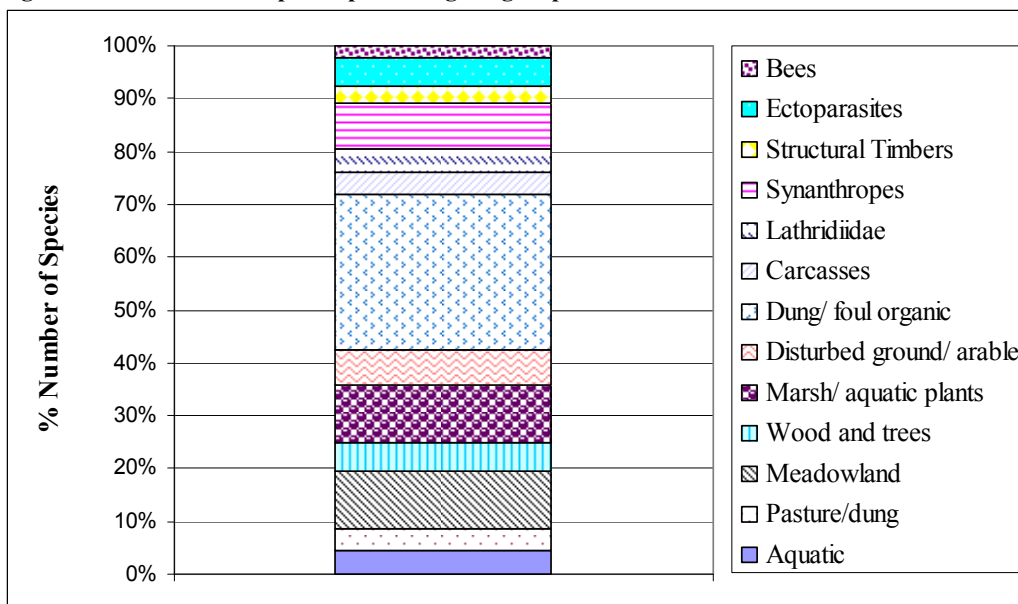 100%
90%
80%
70%
60%
50%
40%
30%
20%
10%
0%
% Number of Species
Bees
Ectoparasites
Structural Timbers
Synanthropes
Lathridiidae
Carcasses
Dung/ foul organic
Disturbed ground/ arable
Marsh/ aquatic plants
Wood and trees
Meadowland
Pasture/dung
Aquatic